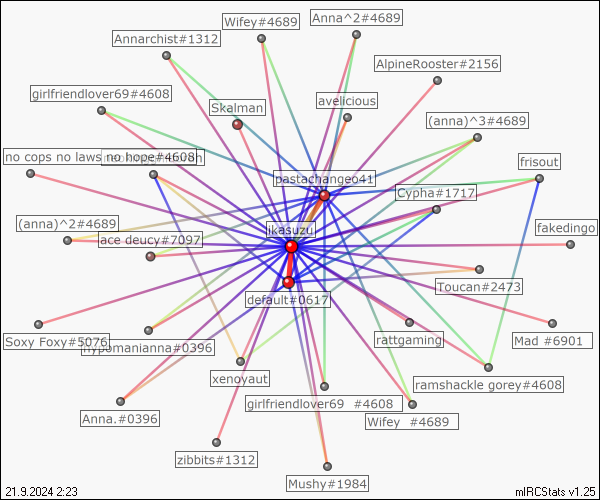 Anna^2#4689
Wifey#4689
Annarchist#1312
AlpineRooster#2156
girlfriendlover69#4608
Skalman
avelicious
(anna)^3#4689
no cops no laws no hope#4608
frisout
pastachangeo41
Cypha#1717
(anna)^2#4689
ikasuzu
fakedingo
ace deucy#7097
Toucan#2473
default#0617
Soxy Foxy#5076
hypomanianna#0396
rattgaming
Mad #6901
xenoyaut
ramshackle gorey#4608
girlfriendlover69 #4608
Anna.#0396
Wifey #4689
zibbits#1312
Mushy#1984
21.9.2024 2:23
mIRCStats v1.25